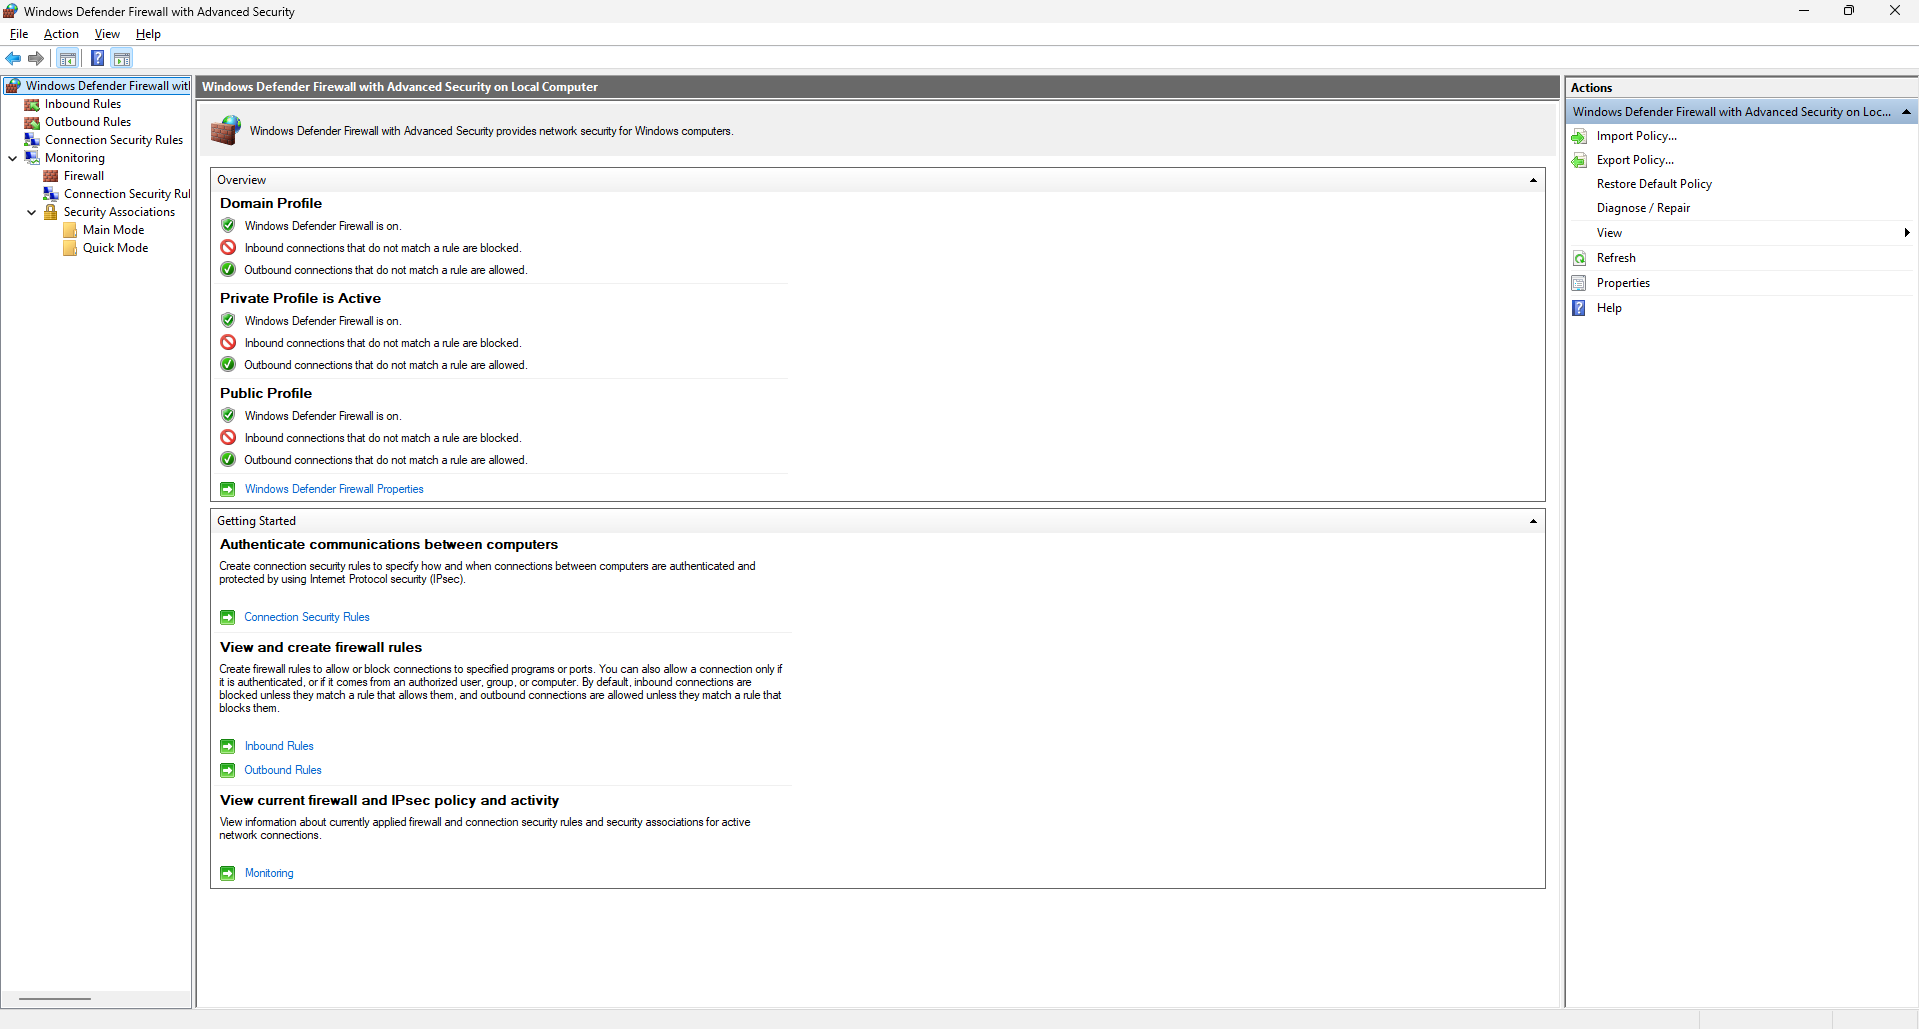 Windows Defender Firewall with Advanced Security
File Action View Help
Windows Defender Firewall wit
Inbound Rules
Outbound Rules
Connection Security Rules
Monitoring
Firewall
Connection Security Rul
Security Associations
Main Mode
Quick Mode
Windows Defender Firewall with Advanced Security on Local Computer
Windows Defender Firewall with Advanced Security provides network security for Windows computers.
Overview
Domain Profile
Windows Defender Firewall is on.
Inbound connections that do not match a rule are blocked.
Outbound connections that do not match a rule are allowed.
Private Profile is Active
Windows Defender Firewall is on.
Inbound connections that do not match a rule are blocked.
Outbound connections that do not match a rule are allowed.
Public Profile
Windows Defender Firewall is on.
Inbound connections that do not match a rule are blocked.
Outbound connections that do not match a rule are allowed.
Windows Defender Firewall Properties
Getting Started
Authenticate communications between computers
Create connection security rules to specify how and when connections between computers are authenticated and
protected by using Internet Protocol security (IPsec).
Connection Security Rules
View and create firewall rules
Create firewall rules to allow or block connections to specified programs or ports. You can also allow a connection only if
it is authenticated, or if it comes from an authorized user, group, or computer. By default, inbound connections are
blocked unless they match a rule that allows them, and outbound connections are allowed unless they match a rule that
blocks them.
Inbound Rules
Outbound Rules
View current firewall and IPsec policy and activity
View information about currently applied firewall and connection security rules and security associations for active
network connections.
Monitoring
Actions
Windows Defender Firewall with Advanced Security on Loc...
Import Policy...
Export Policy...
Restore Default Policy
Diagnose / Repair
View
Refresh
Properties
Help